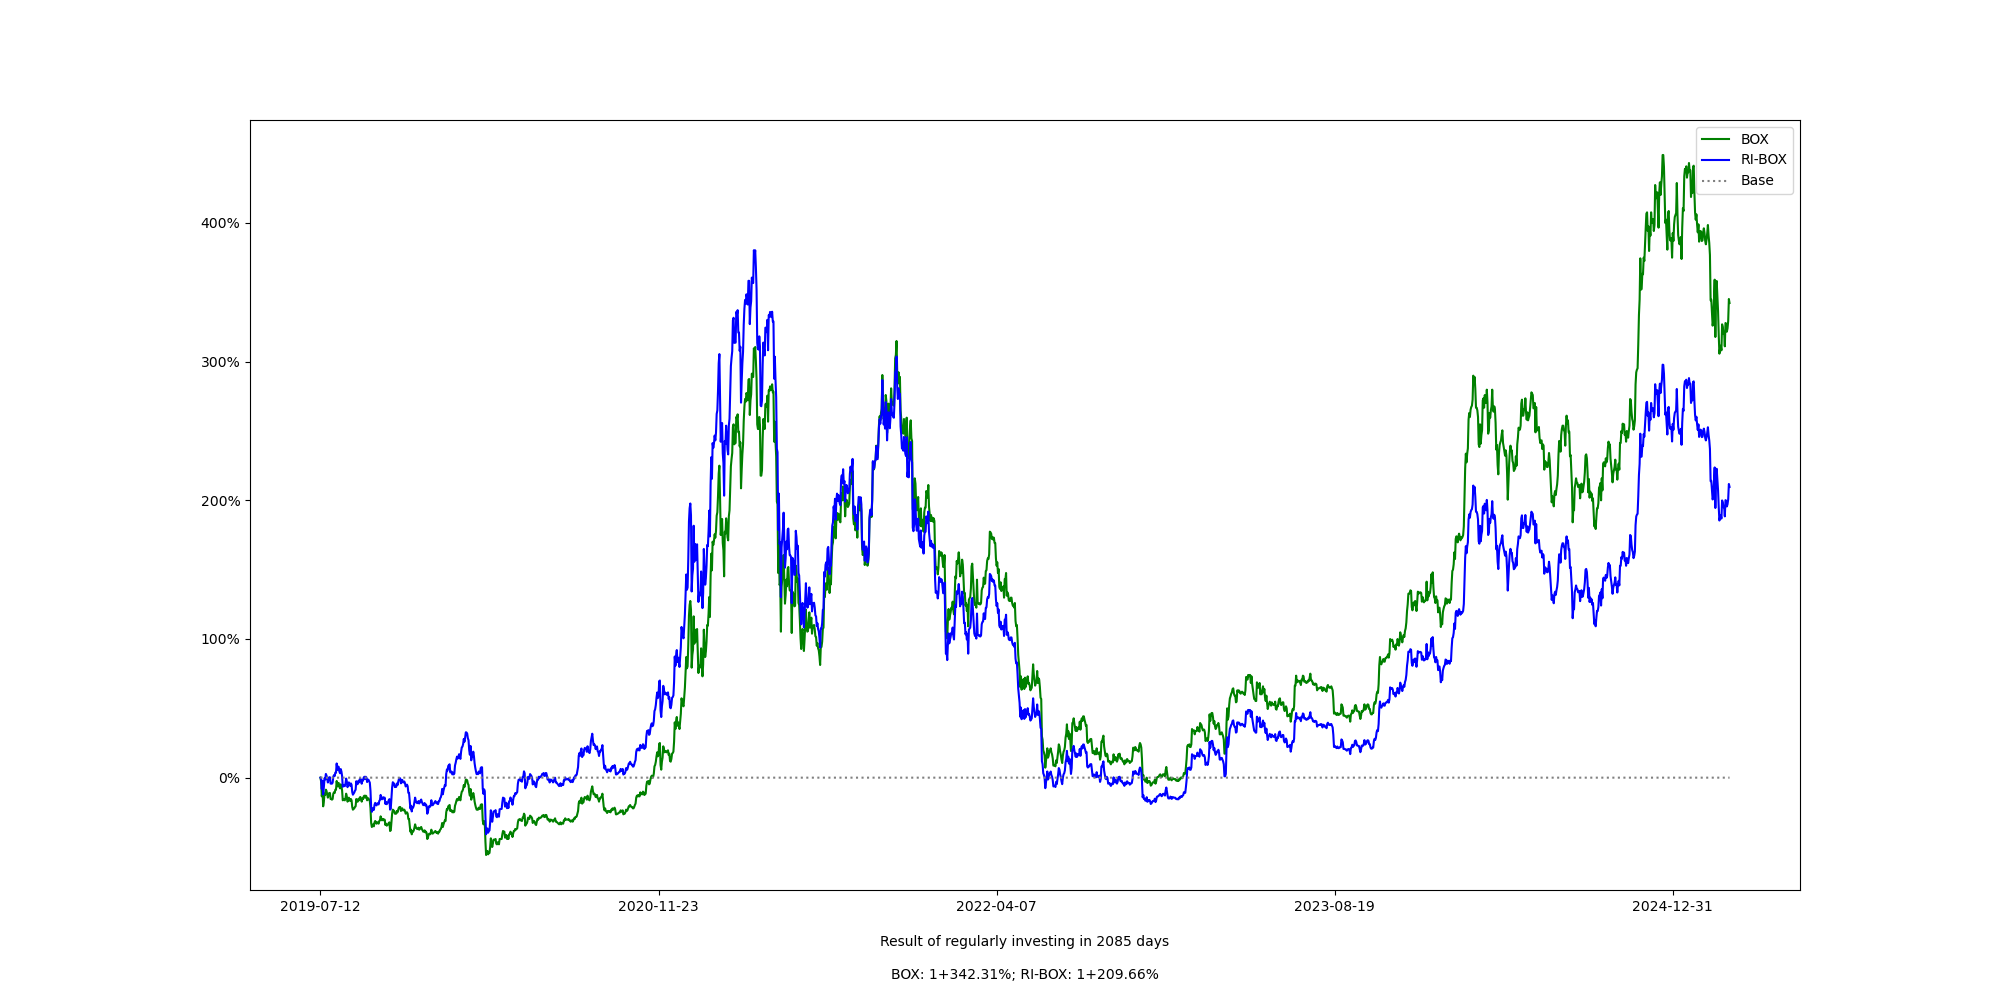 BOX
RI-BOX
Base
400%
300%
200%
100%
0%
2019-07-12 2020-11-23 2022-04-07 2023-08-19 2024-12-31
Result of regularly investing in 2085 days
BOX: 1+342.31%; RI-BOX: 1+209.66%